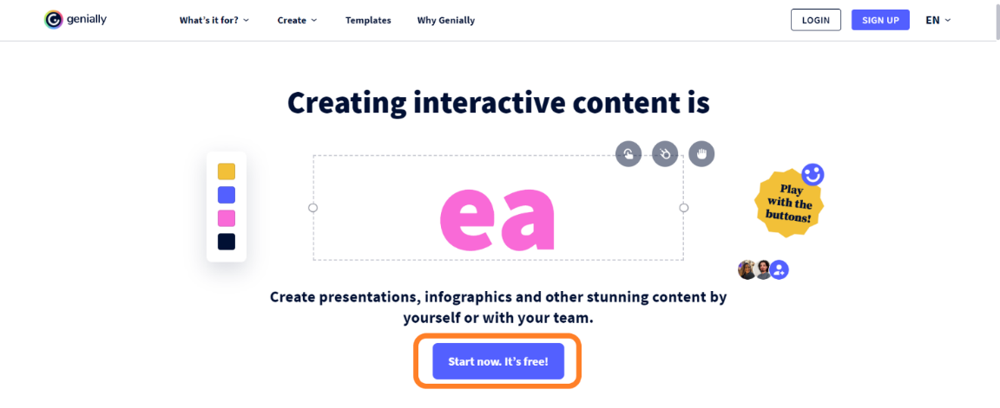 genially What's it for? Create Templates Why Genially LOGIN SIGN UP EN
Creating interactive content is
ea
Play
with the
buttons!
Create presentations, infographics and other stunning content by
yourself or with your team.
Start now. It's free!